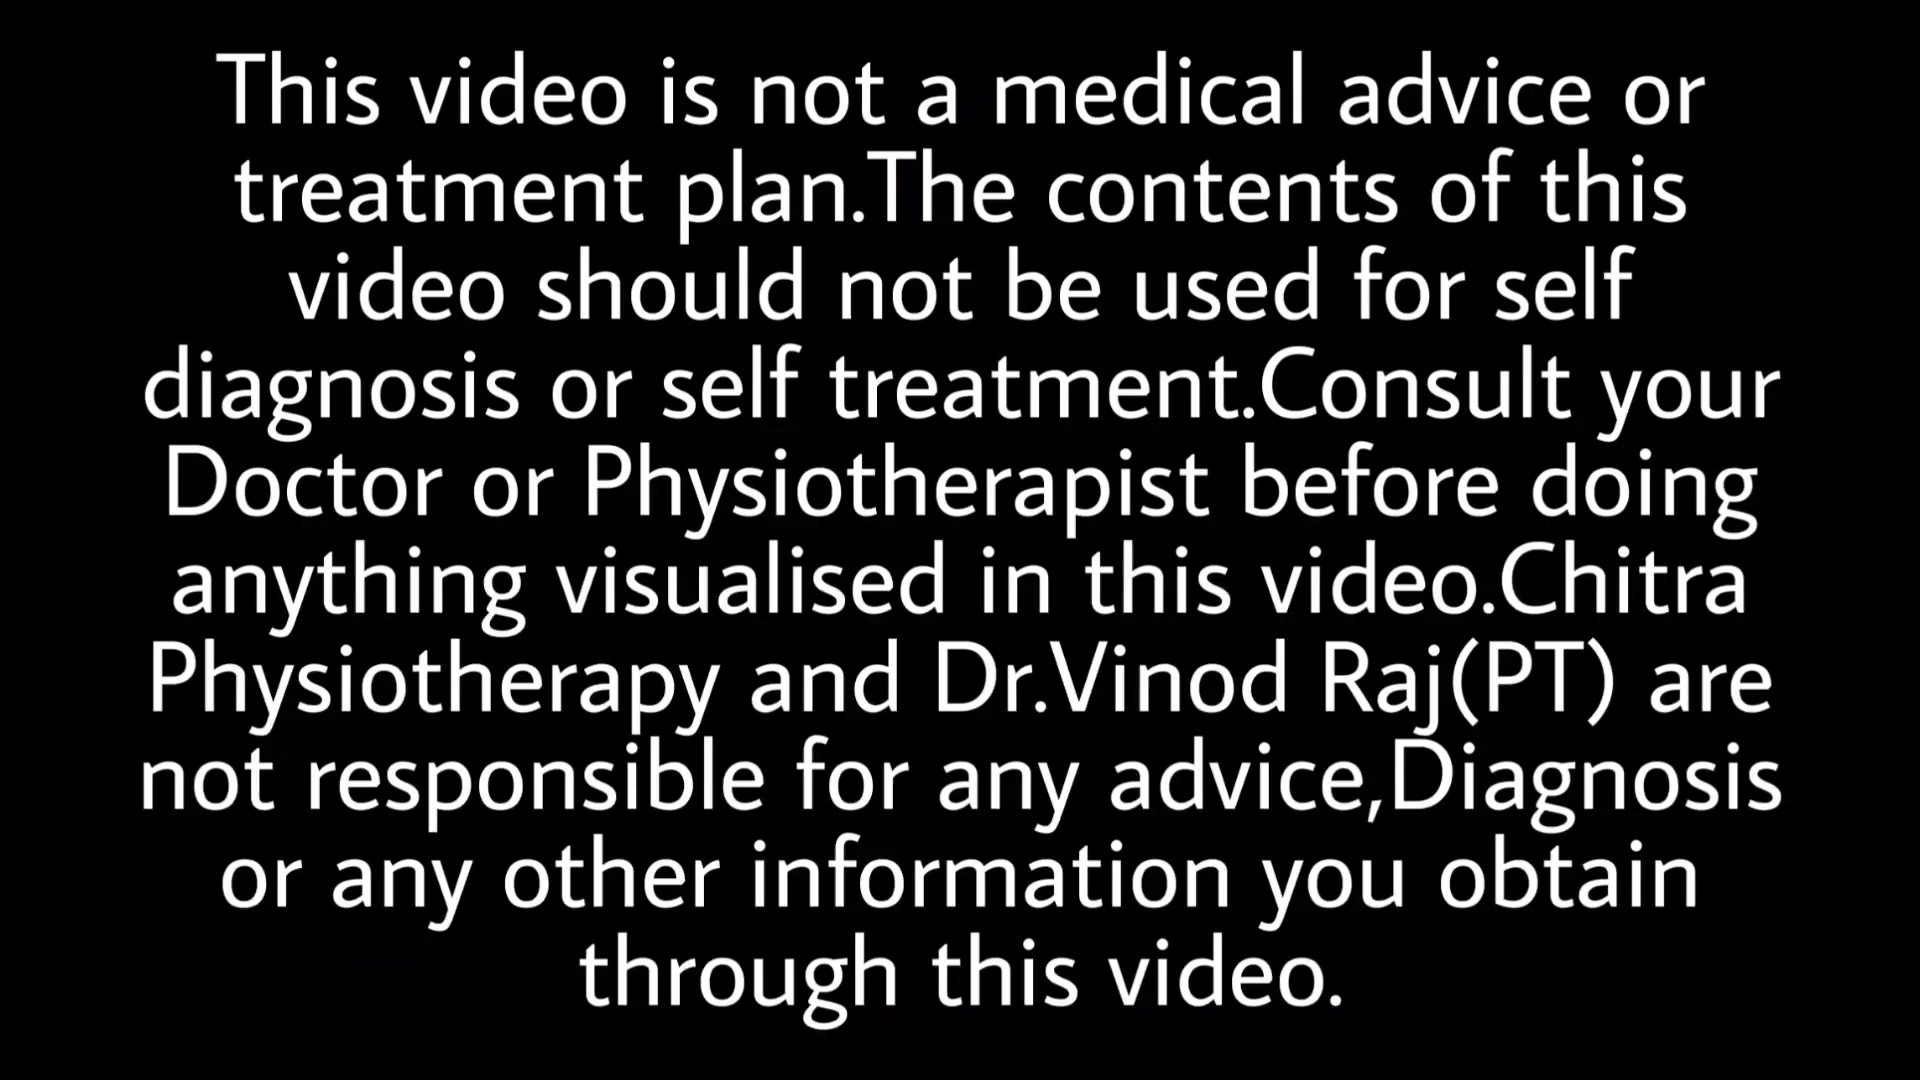 This video is not a medical advice or
treatment plan.The contents of this
video should not be used for self
diagnosis or self treatment.Consult your
Doctor or Physiotherapist before doing
anything visualised in this video.Chitra
Physiotherapy and Dr.Vinod Raj(PT) are
not responsible for any advice,Diagnosis
or any other information you obtain
through this video.